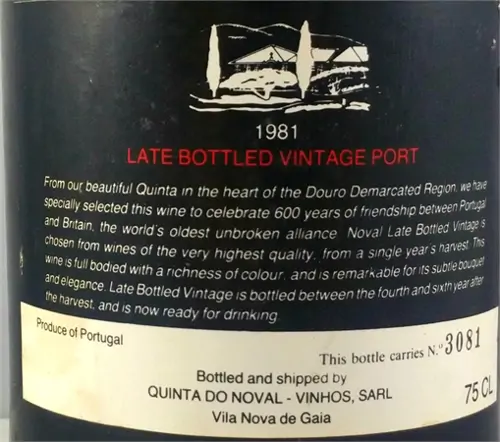 1981
LATE BOTTLED VINTAGE PORT
From our beautiful Quinta in the heart of the Douro Demarcated Region, we have
specially selected this wine to celebrate 600 years of friendship between Portugal
and Britain, the world's oldest unbroken alliance. Noval Late Bottled Vintage is
chosen from wines of the very highest quality, from a single year's harvest. This
wine is full bodied with a richness of colour, and is remarkable for its subtle bouquet
and elegance. Late Bottled Vintage is bottled between the fourth and sixth year after
the harvest, and is now ready for drinking.
Produce of Portugal
This bottle carries N.º 3081
Bottled and shipped by
QUINTA DO NOVAL - VINHOS, SARL
75 CL
Vila Nova de Gaia